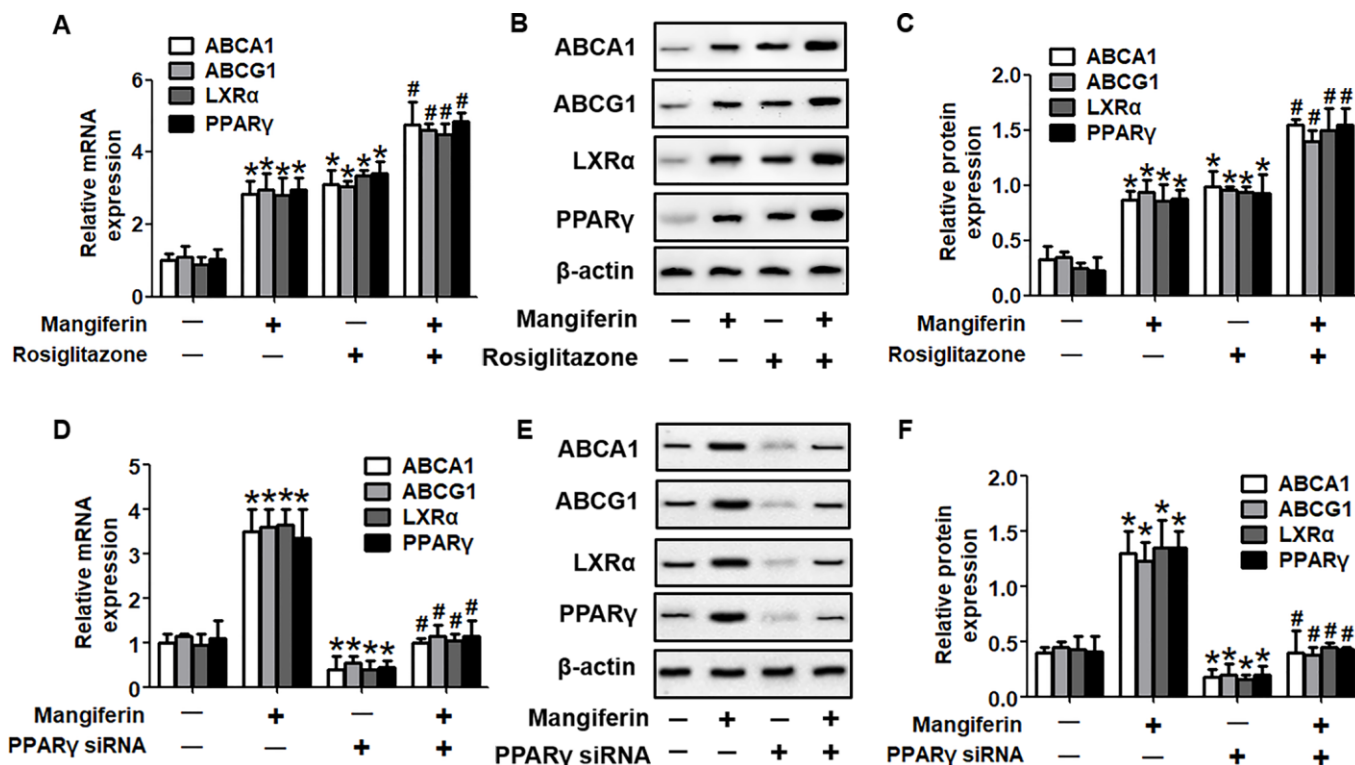 A
ABCA1
ABCG1
LXRα
PPARγ
Relative mRNA
expression
6
4
2
0
* * * *
* * * *
# # # #
Mangiferin — + — +
Rosiglitazone — — + +
B
ABCA1
ABCG1
LXRα
PPARγ
β-actin
Mangiferin — + — +
Rosiglitazone — — + +
C
ABCA1
ABCG1
LXRα
PPARγ
Relative protein
expression
2.0
1.5
1.0
0.5
0.0
* * * *
* * * *
# # # #
Mangiferin — + — +
Rosiglitazone — — + +
D
ABCA1
ABCG1
LXRα
PPARγ
Relative mRNA
expression
5
4
3
2
1
0
* * * *
* * * *
# # # #
Mangiferin — + — +
PPARγ siRNA — — + +
E
ABCA1
ABCG1
LXRα
PPARγ
β-actin
Mangiferin — + — +
PPARγ siRNA — — + +
F
ABCA1
ABCG1
LXRα
PPARγ
Relative protein
expression
2.0
1.5
1.0
0.5
0.0
* * * *
* * * *
# # # #
Mangiferin — + — +
PPARγ siRNA — — + +